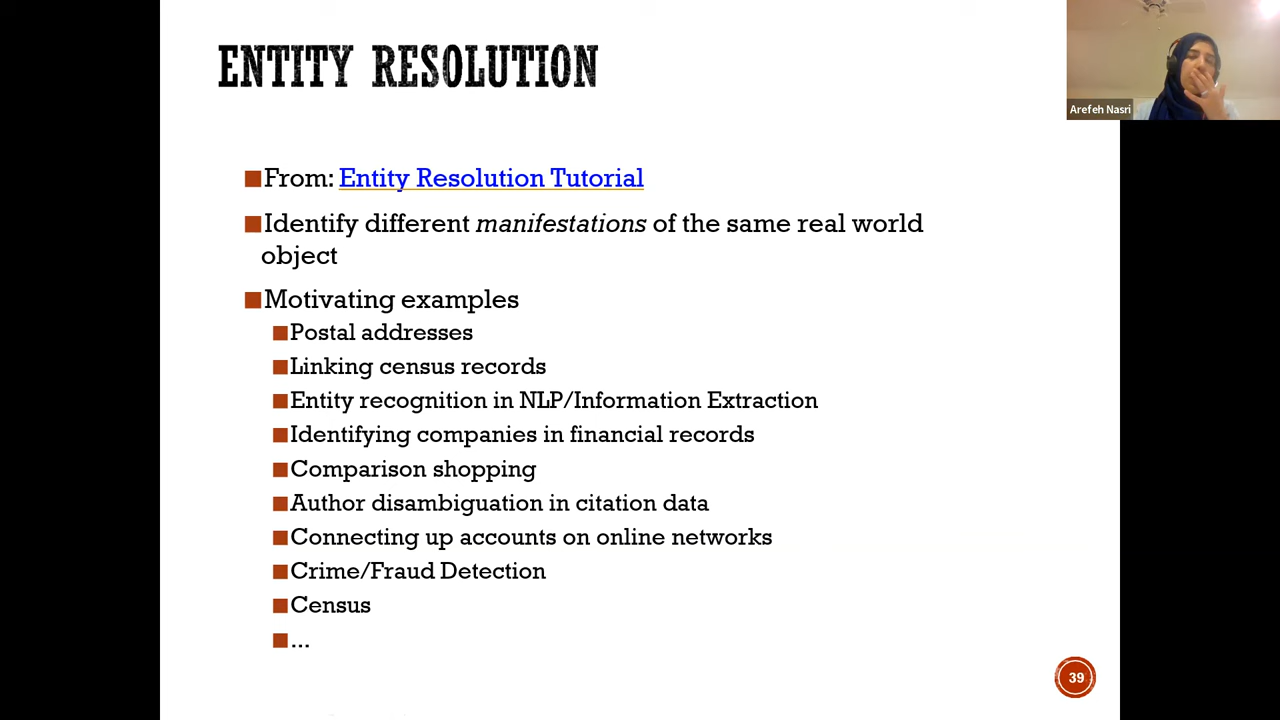 ENTITY RESOLUTION
Arefeh Nasri
■From: Entity Resolution Tutorial
■Identify different manifestations of the same real world
object
■Motivating examples
■Postal addresses
■Linking census records
■Entity recognition in NLP/Information Extraction
■Identifying companies in financial records
■Comparison shopping
■Author disambiguation in citation data
■Connecting up accounts on online networks
■Crime/Fraud Detection
■Census
■...
39